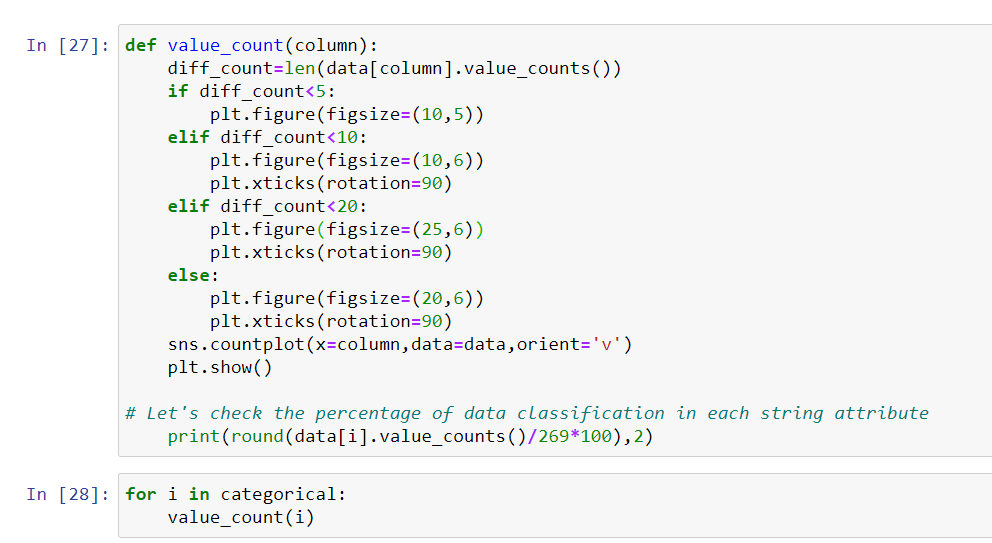 In [27]: def value_count(column):
    diff_count=len(data[column].value_counts())
    if diff_count<5:
        plt.figure(figsize=(10,5))
    elif diff_count<10:
        plt.figure(figsize=(10,6))
        plt.xticks(rotation=90)
    elif diff_count<20:
        plt.figure(figsize=(25,6))
        plt.xticks(rotation=90)
    else:
        plt.figure(figsize=(20,6))
        plt.xticks(rotation=90)
    sns.countplot(x=column,data=data,orient='v')
    plt.show()
# Let's check the percentage of data classification in each string attribute
    print(round(data[i].value_counts()/269*100),2)
In [28]: for i in categorical:
    value_count(i)